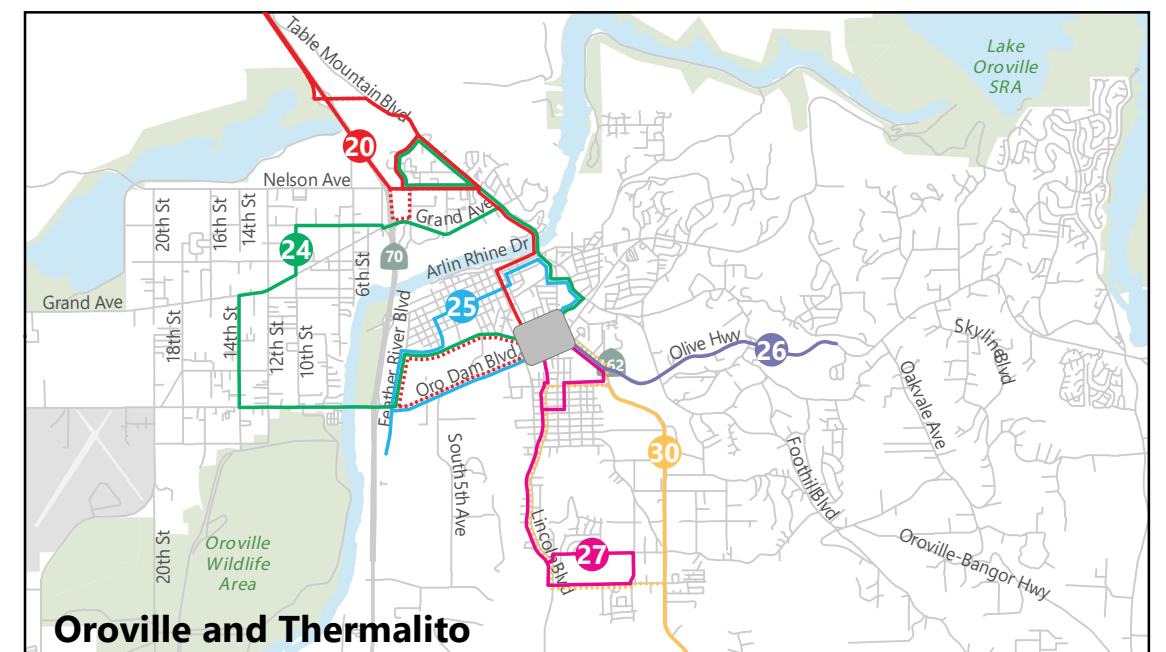 Table Mountain Blvd
Lake
Oroville
SRA
20
Nelson Ave
20th St
16th St
14th St
Grand Ave
24
6th St
70
Arlin Rhine Dr
Grand Ave
25
Feather River Blvd
18th St
14th St
12th St
10th St
Oro Dam Blvd
62
Olive Hwy
26
Skyline Blvd
Oakvale Ave
30
South 5th Ave
Foothill Blvd
Lincoln Blvd
27
20th St
Oroville
Wildlife
Area
Oroville-Bangor Hwy
Oroville and Thermalito